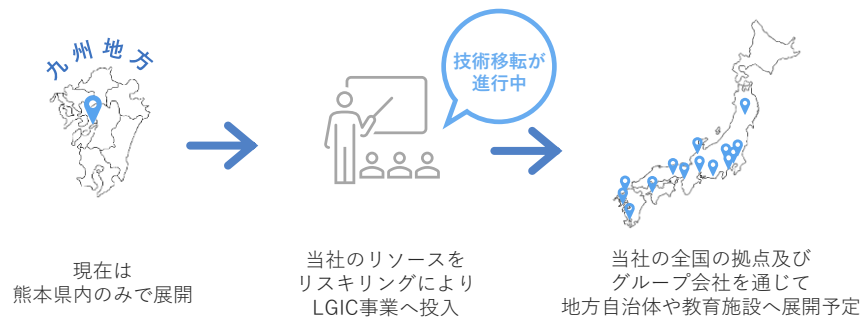 九州地方
技術移転が
進行中
現在は
熊本県内のみで展開
当社のリソースを
リスキリングにより
LGIC事業へ投入
当社の全国の拠点及び
グループ会社を通じて
地方自治体や教育施設へ展開予定